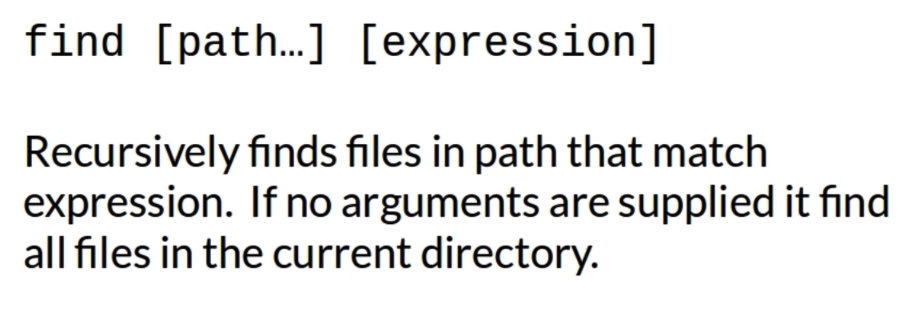 find [path…] [expression]
Recursively finds files in path that match
expression.  If no arguments are supplied it find
all files in the current directory.